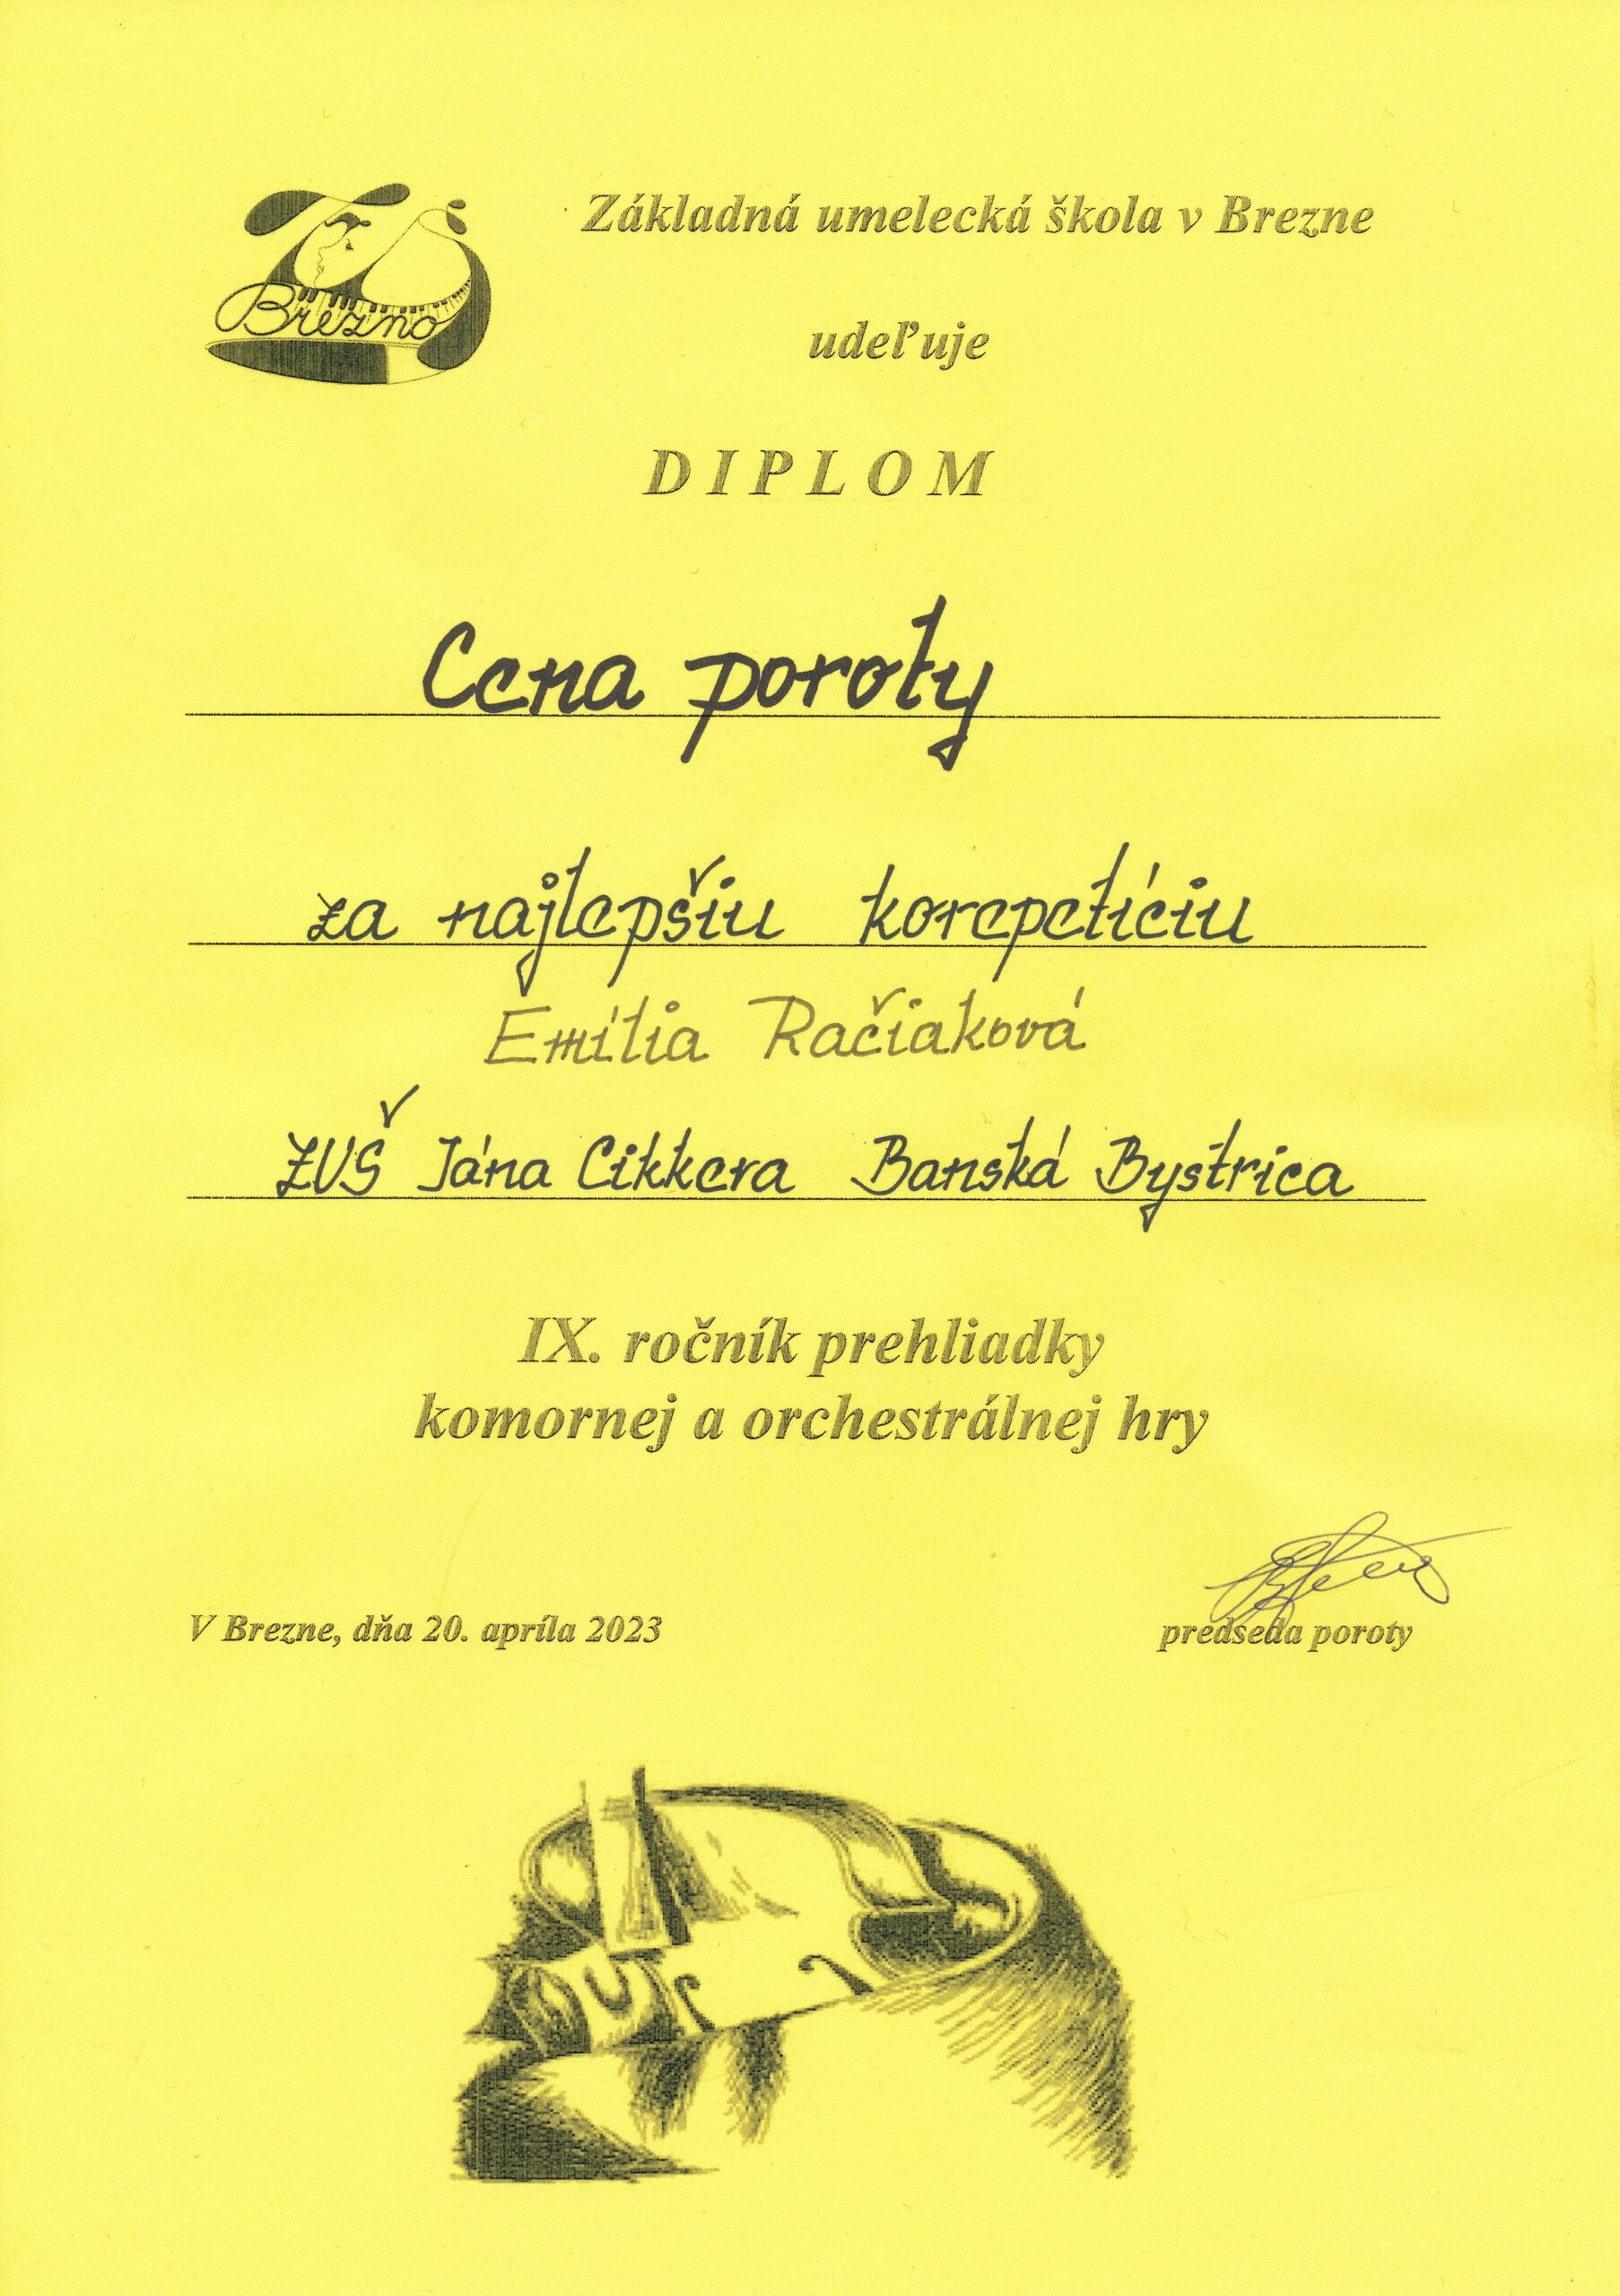 Brezno
Základná umelecká škola v Brezne
udeľuje
DIPLOM
Cena poroty
za najlepšiu korepetíciu
Emília Račiaková
ZUŠ Jána Cikkera Banská Bystrica
IX. ročník prehliadky
komornej a orchestrálnej hry
V Brezne, dňa 20. apríla 2023
predseda poroty